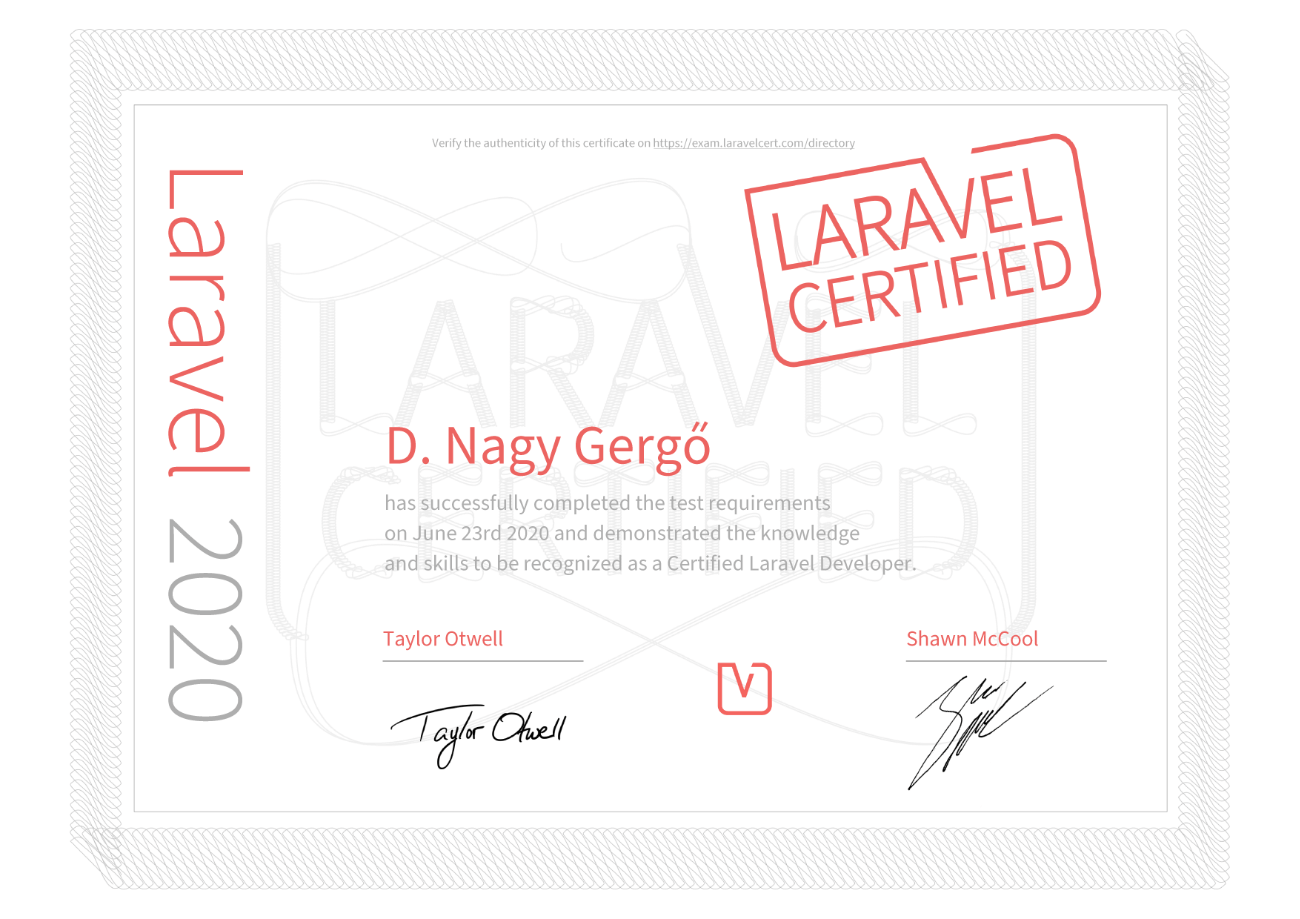 Verify the authenticity of this certificate on https://exam.laravelcert.com/directory
Laravel 2020
LARAVEL
CERTIFIED
LARAVEL
CERTIFIED
D. Nagy Gergő
has successfully completed the test requirements
on June 23rd 2020 and demonstrated the knowledge
and skills to be recognized as a Certified Laravel Developer.
Taylor Otwell
Shawn McCool
V
Taylor Otwell